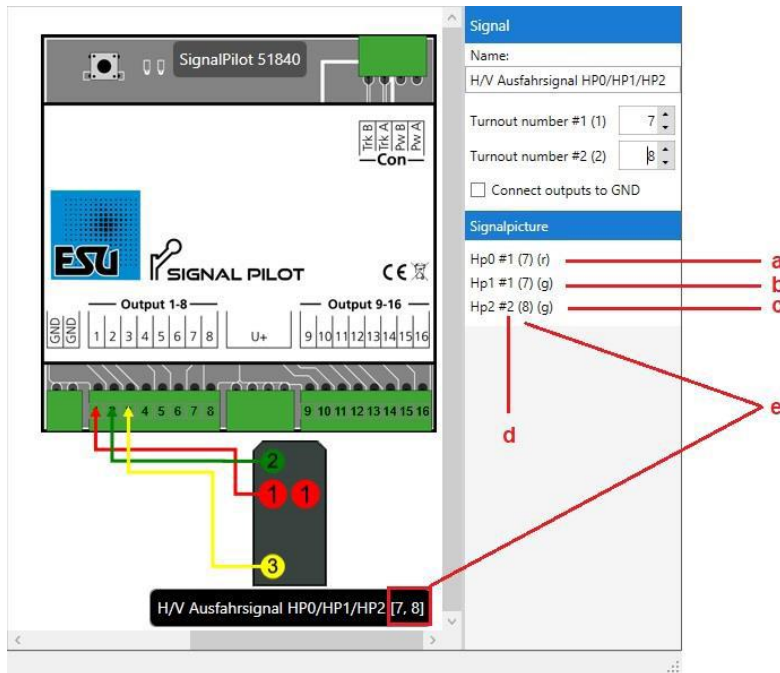 SignalPilot 51840
Trk B
Trk A
Pw B
Pw A
Con
ESU
SIGNAL PILOT
CE
Output 1-8
Output 9-16
GND
GND
1 2 3 4 5 6 7 8
U+
9 10 11 12 13 14 15 16
4 5 6 7 8
9 10 11 12 13 14 15 16
2
1 1
3
H/V Ausfahrsignal HP0/HP1/HP2 [7, 8]
Signal
Name:
H/V Ausfahrsignal HP0/HP1/HP2
Turnout number #1 (1) 7
Turnout number #2 (2) 8
Connect outputs to GND
Signalpicture
Hp0 #1 (7) (r)
Hp1 #1 (7) (g)
Hp2 #2 (8) (g)
a
b
c
d
e